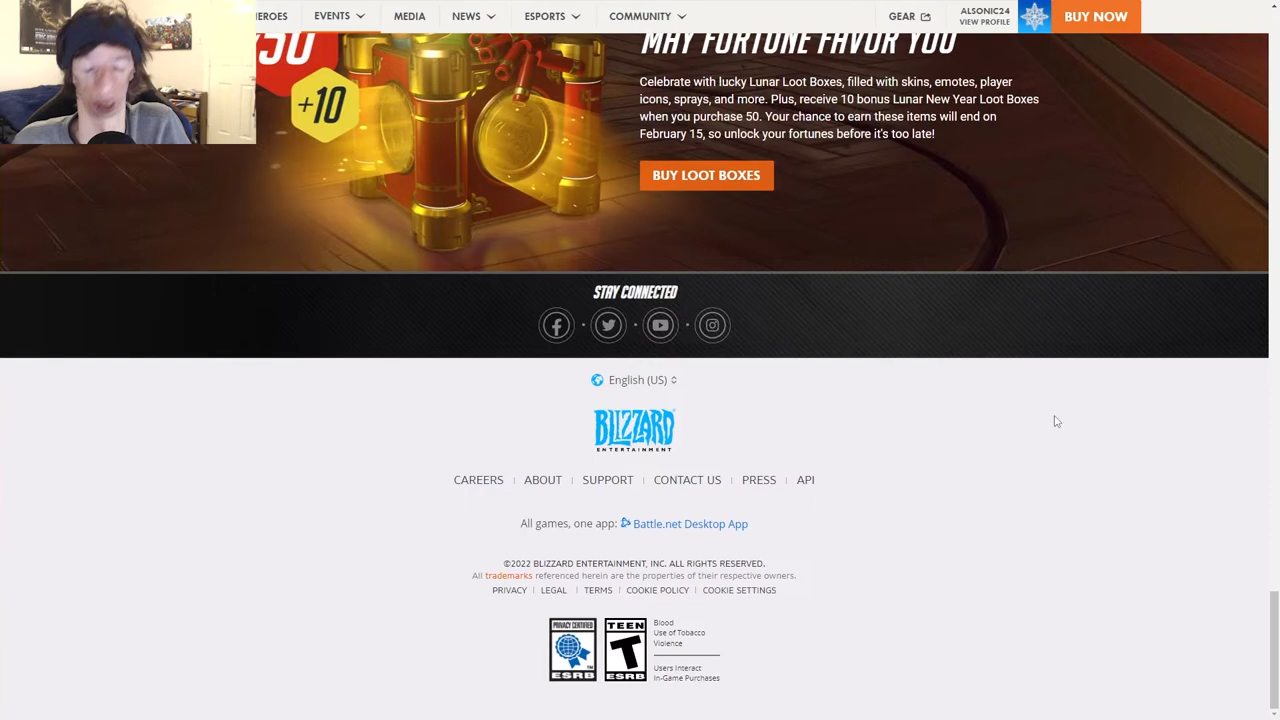 HEROES
EVENTS
MEDIA
NEWS
ESPORTS
COMMUNITY
GEAR
ALSONIC24
VIEW PROFILE
BUY NOW
50
+10
MAY FORTUNE FAVOR YOU
Celebrate with lucky Lunar Loot Boxes, filled with skins, emotes, player
icons, sprays, and more. Plus, receive 10 bonus Lunar New Year Loot Boxes
when you purchase 50. Your chance to earn these items will end on
February 15, so unlock your fortunes before it's too late!
BUY LOOT BOXES
STAY CONNECTED
English (US)
BLIZZARD
ENTERTAINMENT
CAREERS | ABOUT | SUPPORT | CONTACT US | PRESS | API
All games, one app: Battle.net Desktop App
©2022 BLIZZARD ENTERTAINMENT, INC. ALL RIGHTS RESERVED.
All trademarks referenced herein are the properties of their respective owners.
PRIVACY | LEGAL | TERMS | COOKIE POLICY | COOKIE SETTINGS
PRIVACY CERTIFIED
ESRB
TEEN
T
ESRB
Blood
Use of Tobacco
Violence
Users Interact
In-Game Purchases